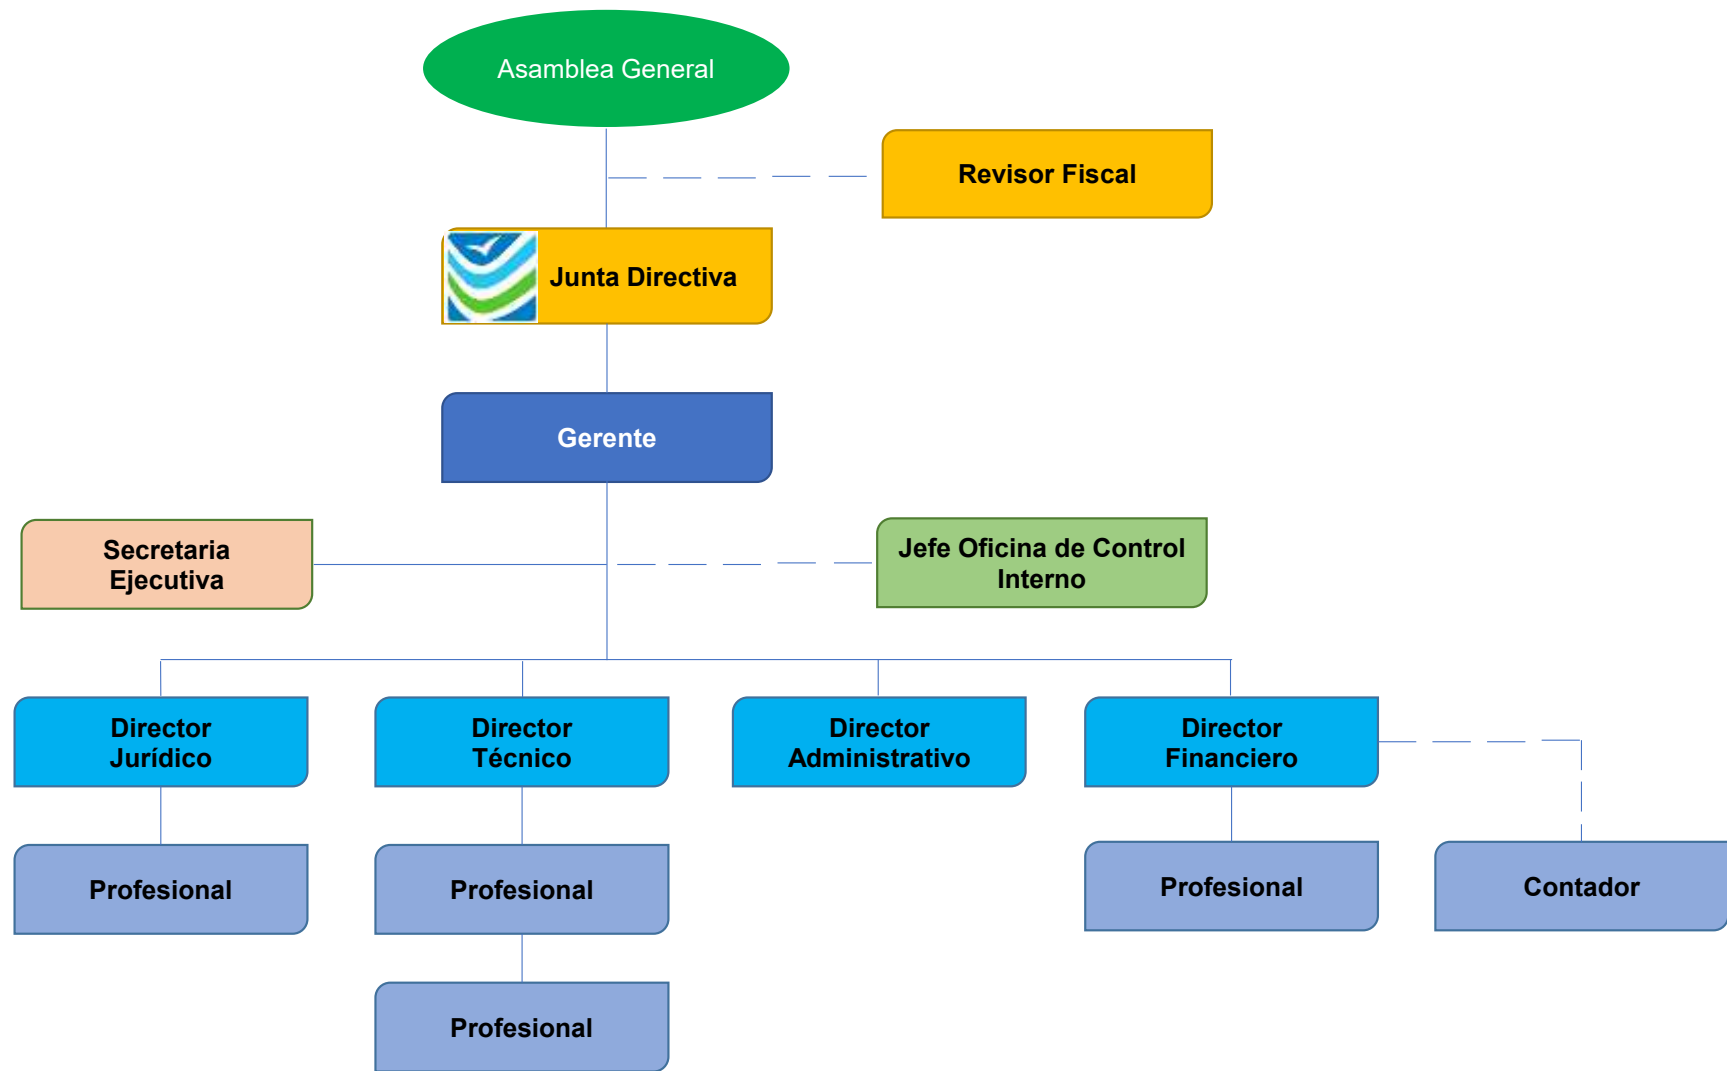 Asamblea General
Revisor Fiscal
Junta Directiva
Gerente
Secretaria
Ejecutiva
Jefe Oficina de Control
Interno
Director
Jurídico
Director
Técnico
Director
Administrativo
Director
Financiero
Profesional
Profesional
Profesional
Contador
Profesional